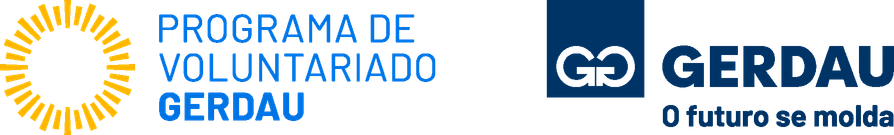 PROGRAMA DE
VOLUNTARIADO
GERDAU
GG GERDAU
O futuro se molda